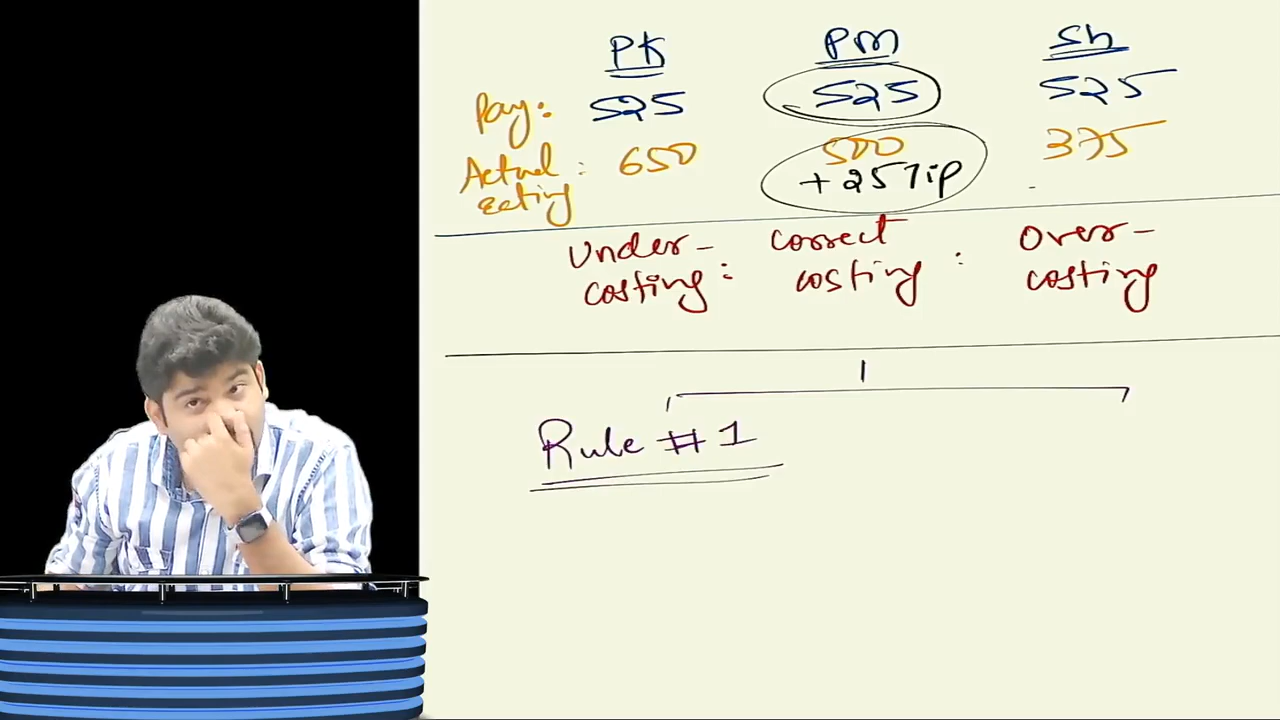 PK PM Sh
Pay: 525 525 525
Actual eating : 650 500 375
+ 25 Tip
Under- correct over-
costing : costing : costing
Rule # 1